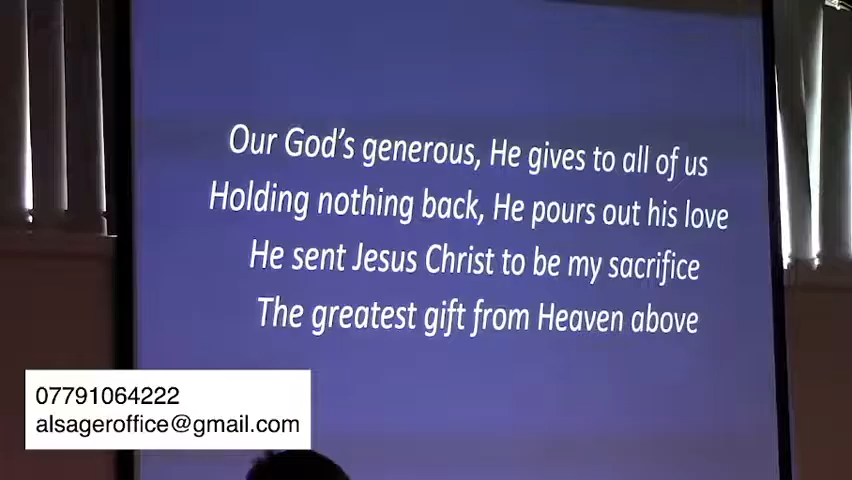 Our God's generous, He gives to all of us
Holding nothing back, He pours out his love
He sent Jesus Christ to be my sacrifice
The greatest gift from Heaven above
07791064222
alsageroffice@gmail.com